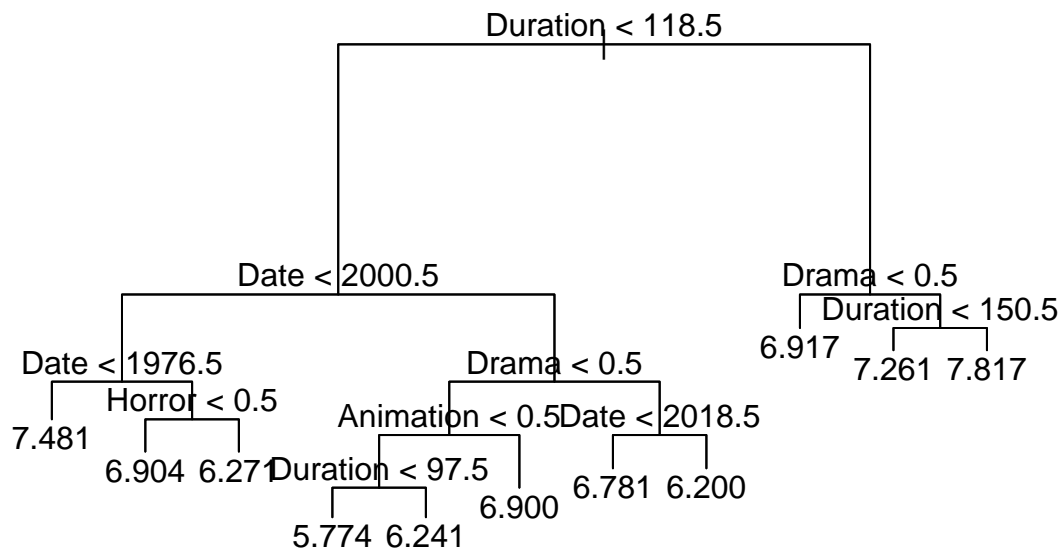 Duration < 118.5
Date < 2000.5
Drama < 0.5
Duration < 150.5
6.917
7.261 7.817
Date < 1976.5
Drama < 0.5
Horror < 0.5
Animation < 0.5
Date < 2018.5
7.481
6.904 6.271
Duration < 97.5
6.900
6.781 6.200
5.774 6.241